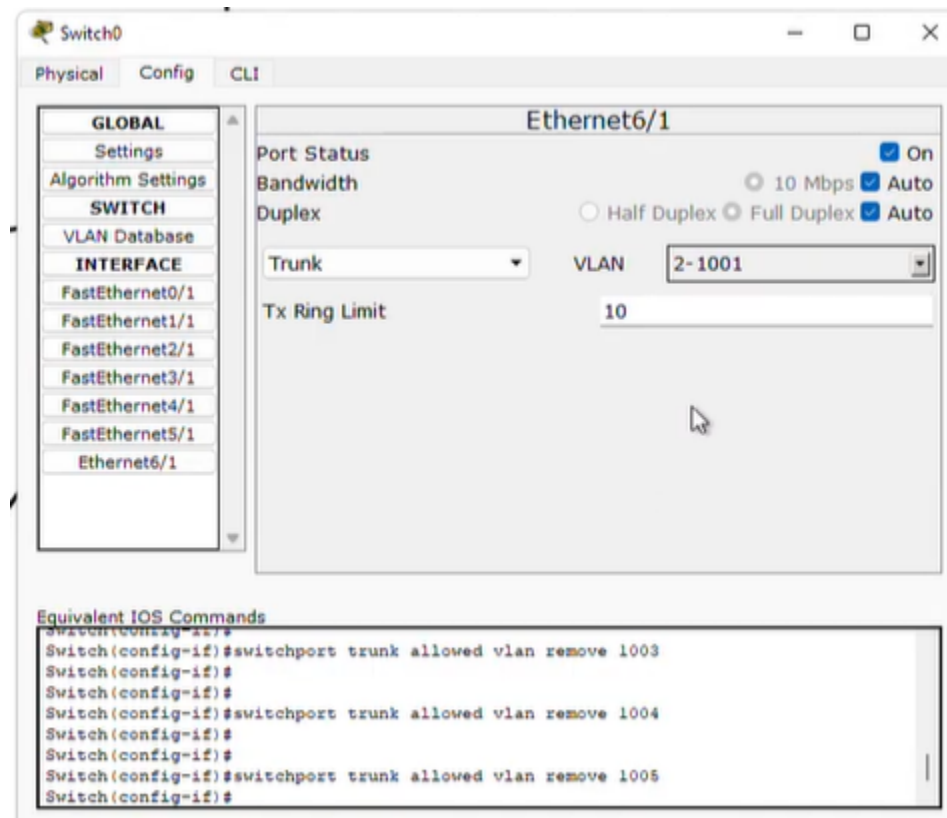 Switch0
Physical Config CLI
GLOBAL
Settings
Algorithm Settings
SWITCH
VLAN Database
INTERFACE
FastEthernet0/1
FastEthernet1/1
FastEthernet2/1
FastEthernet3/1
FastEthernet4/1
FastEthernet5/1
Ethernet6/1
Ethernet6/1
Port Status On
Bandwidth 10 Mbps Auto
Duplex Half Duplex Full Duplex Auto
Trunk VLAN 2-1001
Tx Ring Limit 10
Equivalent IOS Commands
Switch(config-if)#
Switch(config-if)#switchport trunk allowed vlan remove 1003
Switch(config-if)#
Switch(config-if)#
Switch(config-if)#switchport trunk allowed vlan remove 1004
Switch(config-if)#
Switch(config-if)#
Switch(config-if)#switchport trunk allowed vlan remove 1005
Switch(config-if)#